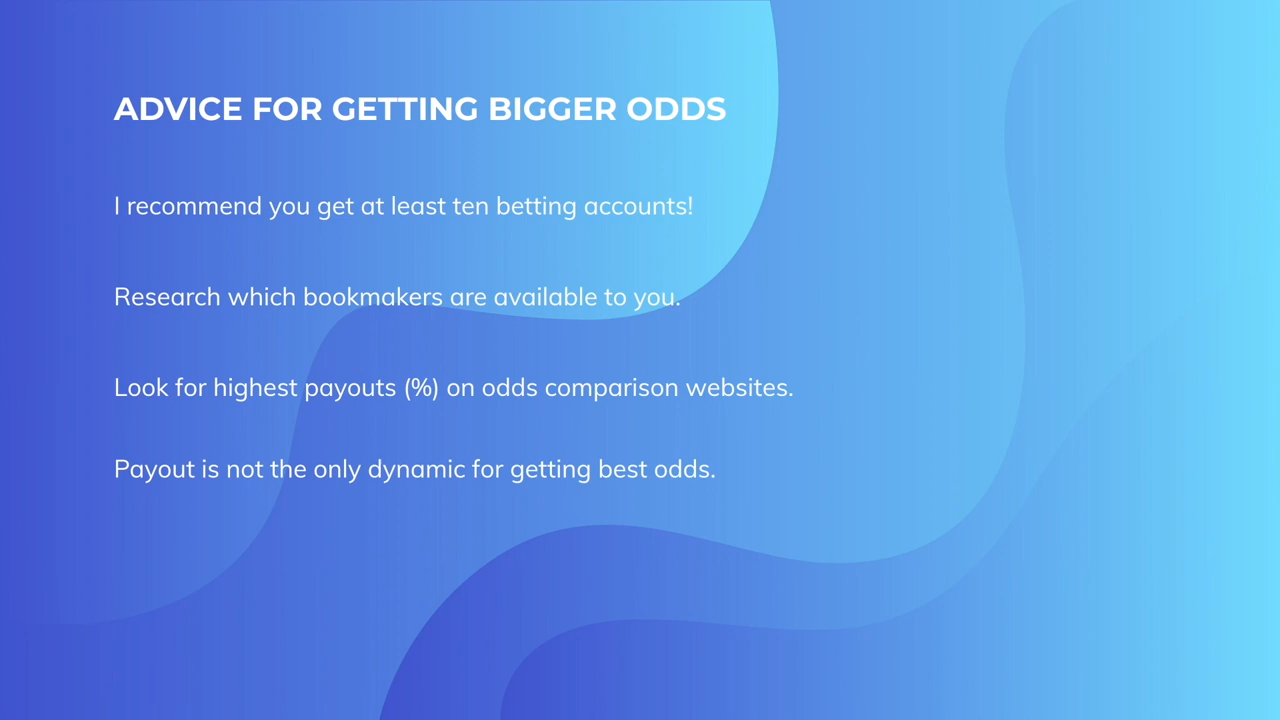 ADVICE FOR GETTING BIGGER ODDS
I recommend you get at least ten betting accounts!
Research which bookmakers are available to you.
Look for highest payouts (%) on odds comparison websites.
Payout is not the only dynamic for getting best odds.